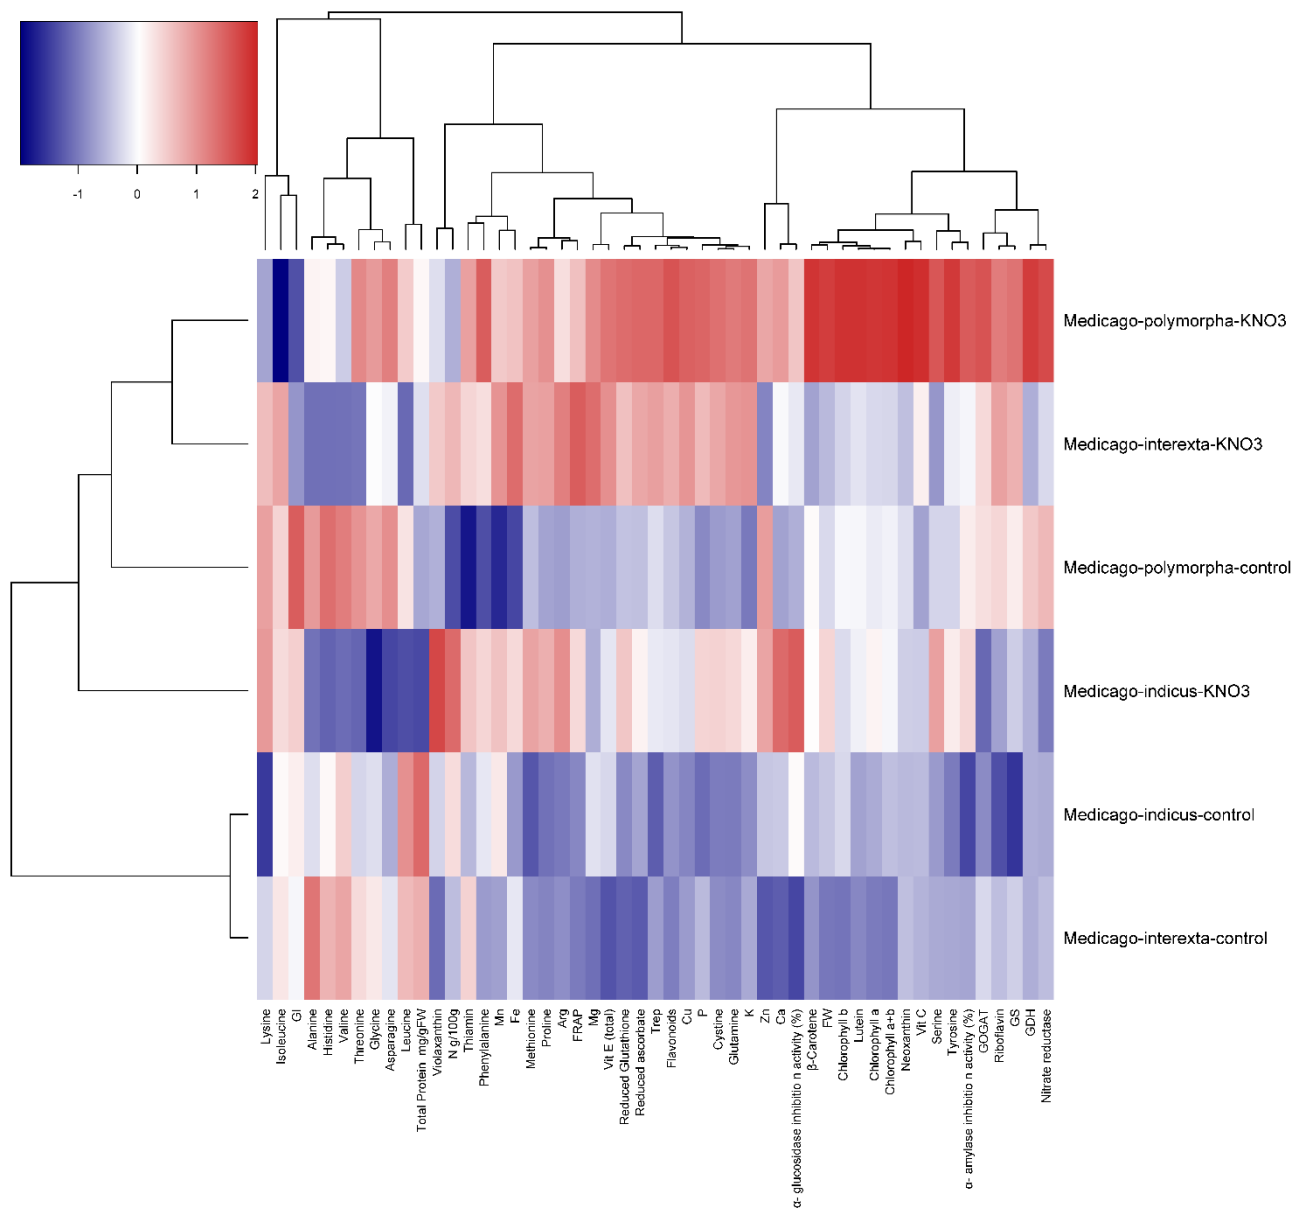 -1 0 1 2
Medicago-polymorpha-KNO3
Medicago-interexta-KNO3
Medicago-polymorpha-control
Medicago-indicus-KNO3
Medicago-indicus-control
Medicago-interexta-control
Lysine
Isoleucine
GI
Alanine
Histidine
Valine
Threonine
Glycine
Asparagine
Leucine
Total Protein mg/gFW
Violaxanthin
N g/100g
Thiamin
Phenylalanine
Mn
Fe
Methionine
Proline
Arg
FRAP
Mg
Vit E (total)
Reduced Glutathione
Reduced ascorbate
Trep
Flavonoids
Cu
P
Cystine
Glutamine
K
Zn
Ca
α- glucosidase inhibitio n activity (%)
β-Carotene
FW
Chlorophyll b
Lutein
Chlorophyll a
Chlorophyll a+b
Neoxanthin
Vit C
Serine
Tyrosine
α- amylase inhibitio n activity (%)
GOGAT
Riboflavin
GS
GDH
Nitrate reductase